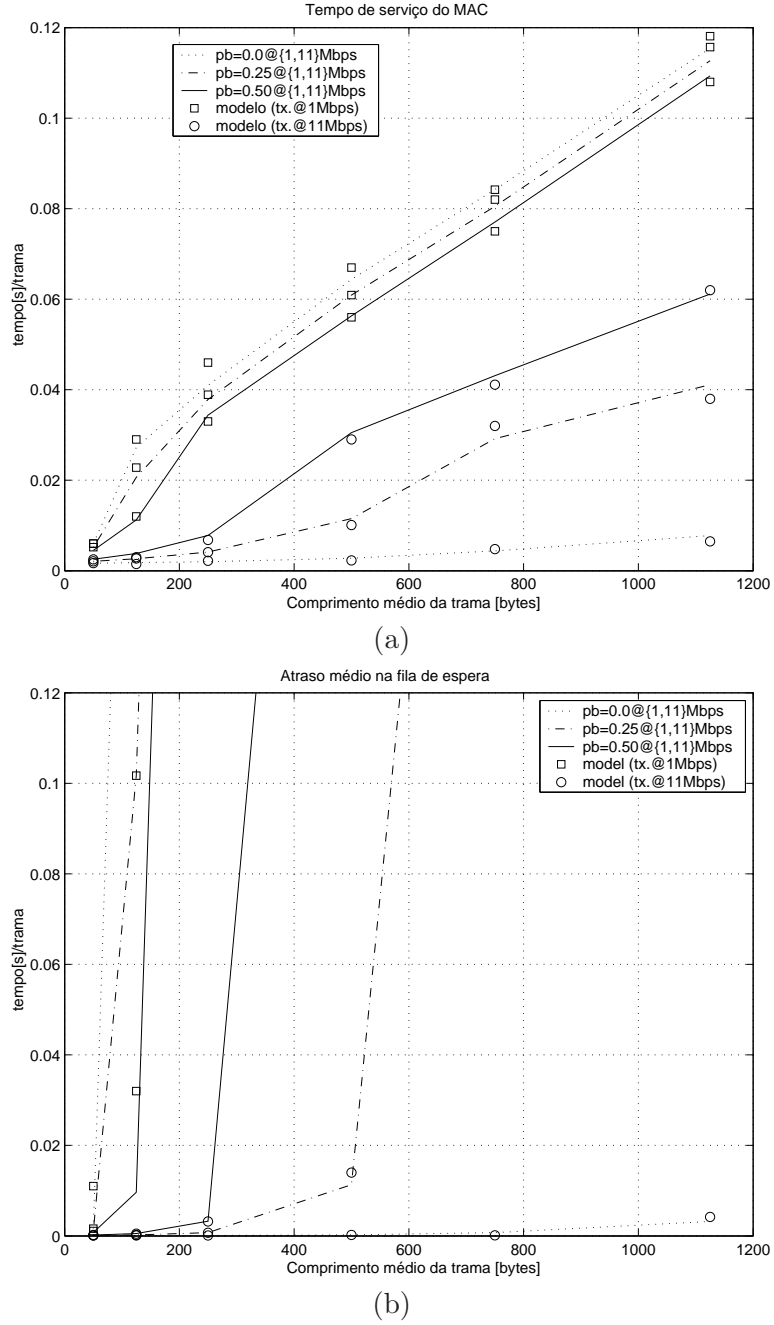 Tempo de serviço do MAC
0.12
0.1
0.08
0.06
0.04
0.02
0
tempo[s]/trama
pb=0.0@{1,11}Mbps
pb=0.25@{1,11}Mbps
pb=0.50@{1,11}Mbps
modelo (tx.@1Mbps)
modelo (tx.@11Mbps)
0 200 400 600 800 1000 1200
Comprimento médio da trama [bytes]
(a)
Atraso médio na fila de espera
0.12
0.1
0.08
0.06
0.04
0.02
0
tempo[s]/trama
pb=0.0@{1,11}Mbps
pb=0.25@{1,11}Mbps
pb=0.50@{1,11}Mbps
model (tx.@1Mbps)
model (tx.@11Mbps)
0 200 400 600 800 1000 1200
Comprimento médio da trama [bytes]
(b)